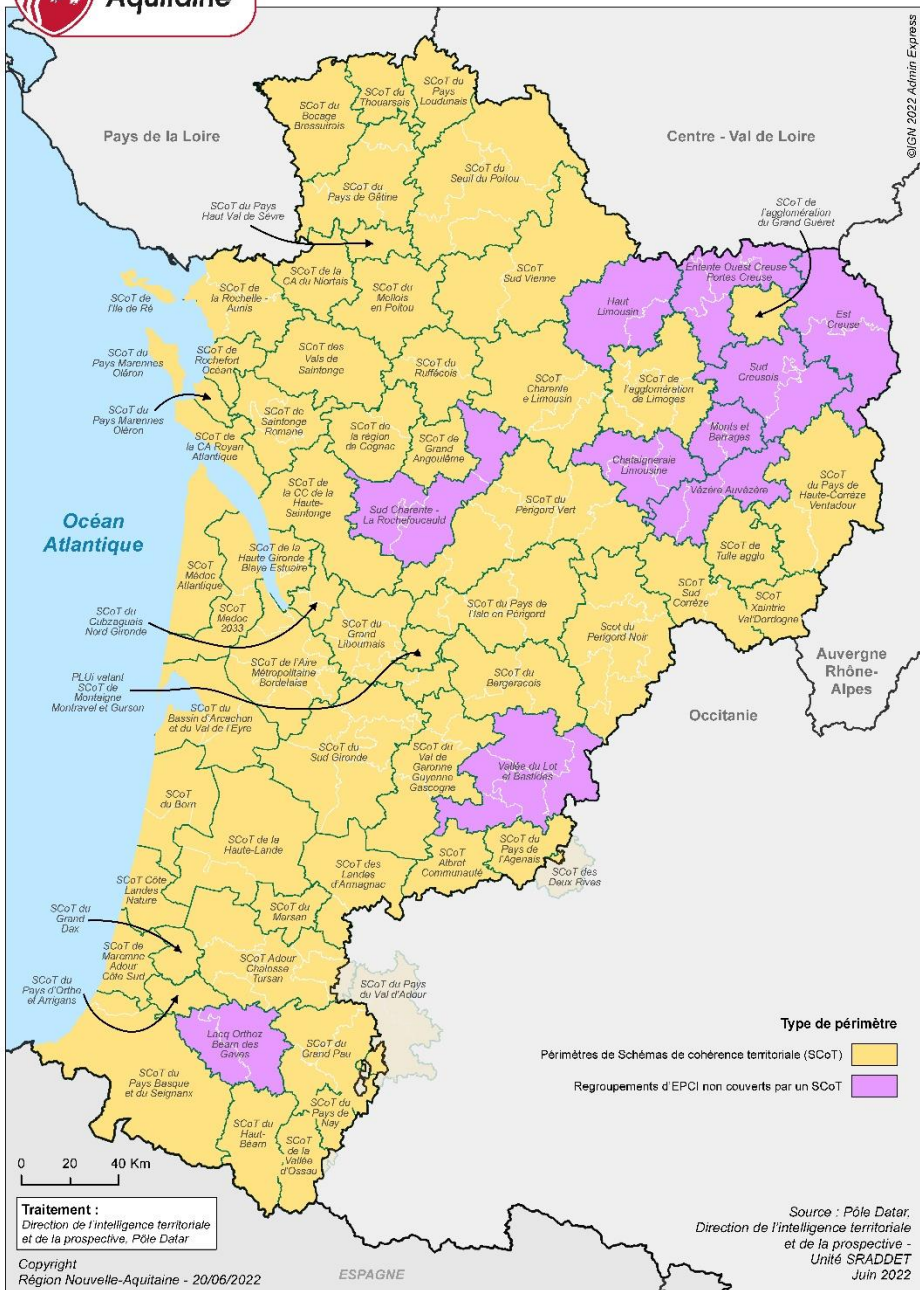 Aquitaine
©IGN 2022 Admin Express
Pays de la Loire
Centre - Val de Loire
SCoT du
Bocage
Bressuirais
SCoT du
Thouarsais
SCoT du
Pays
Loudunais
SCoT du
Seuil du Poitou
SCoT du
Pays de Gâtine
SCoT du Pays
Haut Val de Sèvre
SCoT de
l'agglomération
du Grand Guéret
SCoT de
l'Ile de Ré
SCoT de
la Rochelle -
Aunis
SCoT de la
CA du Niortais
SCoT du
Mellois
en Poitou
SCoT
Sud Vienne
Haut
Limousin
Entente Ouest Creuse
Portes Creuse
Est
Creuse
Sud
Creusois
SCoT du
Pays Marennes
Oléron
SCoT de
Rochefort
Océan
SCoT des
Vals de
Saintonge
SCoT du
Ruffécois
SCoT
Charente
e Limousin
SCoT de
l'agglomération
de Limoges
SCoT du
Pays Marennes
Oléron
SCoT de
la CA Royan
Atlantique
SCoT de
Saintonge
Romane
SCoT de
la région
de Cognac
SCoT de
Grand
Angoulême
Monts et
Barrages
Chataigneraie
Limousine
Vézère Auvézère
SCoT
du Pays de
Haute-Corrèze
Ventadour
SCoT de
la CC de la
Haute-
Saintonge
Sud Charente -
La Rochefoucauld
SCoT du
Périgord Vert
Océan
Atlantique
SCoT
Médoc
Atlantique
SCoT de la
Haute Gironde
Blaye Estuaire
SCoT
Medoc
2033
SCoT de
Tulle agglo
SCoT
Sud
Corrèze
SCoT
Xaintrie
Val'Dordogne
SCoT du
Cubzaguais
Nord Gironde
SCoT du
Grand
Libournais
SCoT du Pays de
l'Isle en Périgord
Scot du
Perigord Noir
SCoT de l'Aire
Métropolitaine
Bordelaise
SCoT du
Bergeracois
Auvergne
Rhône-
Alpes
Occitanie
PLUi valant
SCoT de
Montaigne
Montravel et Gurson
SCoT du
Bassin d'Arcachon
et du Val de l'Eyre
SCoT du
Sud Gironde
SCoT du
Val de
Garonne
Guyenne
Gascogne
Vallée du Lot
et Bastides
SCoT
du Born
SCoT de la
Haute-Lande
SCoT des
Landes
d'Armagnac
SCoT
Albret
Communauté
SCoT du
Pays de
l'Agenais
SCoT des
Deux Rives
SCoT Côte
Landes
Nature
SCoT du
Marsan
SCoT du
Grand
Dax
SCoT de
Maremne
Adour
Côte Sud
SCoT Adour
Chalosse
Tursan
SCoT du Pays
du Val d'Adour
SCoT du
Pays d'Orthe
et Arrigans
Lacq Orthez
Béarn des
Gaves
SCoT du
Grand Pau
SCoT du
Pays Basque
et du Seignanx
SCoT du
Pays de
Nay
SCoT du
Haut-
Béarn
SCoT
de la
Vallée
d'Ossau
Type de périmètre
Périmètres de Schémas de cohérence territoriale (SCoT)
Regroupements d'EPCI non couverts par un SCoT
0 20 40 Km
Traitement :
Direction de l'intelligence territoriale
et de la prospective, Pôle Datar
Copyright
Région Nouvelle-Aquitaine - 20/06/2022
ESPAGNE
Source : Pôle Datar,
Direction de l'intelligence territoriale
et de la prospective -
Unité SRADDET
Juin 2022